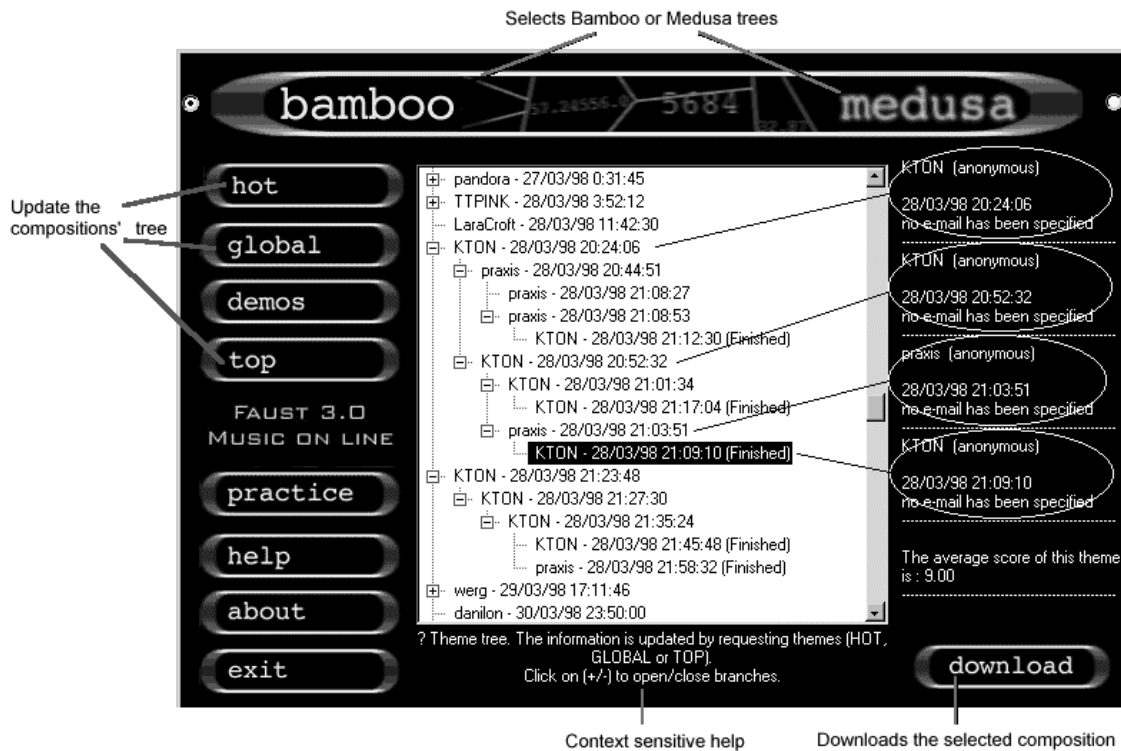 Selects Bamboo or Medusa trees
bamboo
57.24556.0
5684
32.87
medusa
Update the
compositions' tree
hot
global
demos
top
FAUST 3.0
MUSIC ON LINE
practice
help
about
exit
pandora - 27/03/98 0:31:45
TTPINK - 28/03/98 3:52:12
LaraCroft - 28/03/98 11:42:30
KTON - 28/03/98 20:24:06
praxis - 28/03/98 20:44:51
praxis - 28/03/98 21:08:27
praxis - 28/03/98 21:08:53
KTON - 28/03/98 21:12:30 (Finished)
KTON - 28/03/98 20:52:32
KTON - 28/03/98 21:01:34
KTON - 28/03/98 21:17:04 (Finished)
praxis - 28/03/98 21:03:51
KTON - 28/03/98 21:09:10 (Finished)
KTON - 28/03/98 21:23:48
KTON - 28/03/98 21:27:30
KTON - 28/03/98 21:35:24
KTON - 28/03/98 21:45:48 (Finished)
praxis - 28/03/98 21:58:32 (Finished)
werg - 29/03/98 17:11:46
danilon - 30/03/98 23:50:00
? Theme tree. The information is updated by requesting themes (HOT,
GLOBAL or TOP).
Click on (+/-) to open/close branches.
KTON (anonymous)
28/03/98 20:24:06
no e-mail has been specified
KTON (anonymous)
28/03/98 20:52:32
no e-mail has been specified
praxis (anonymous)
28/03/98 21:03:51
no e-mail has been specified
KTON (anonymous)
28/03/98 21:09:10
no e-mail has been specified
The average score of this theme
is : 9.00
download
Context sensitive help
Downloads the selected composition